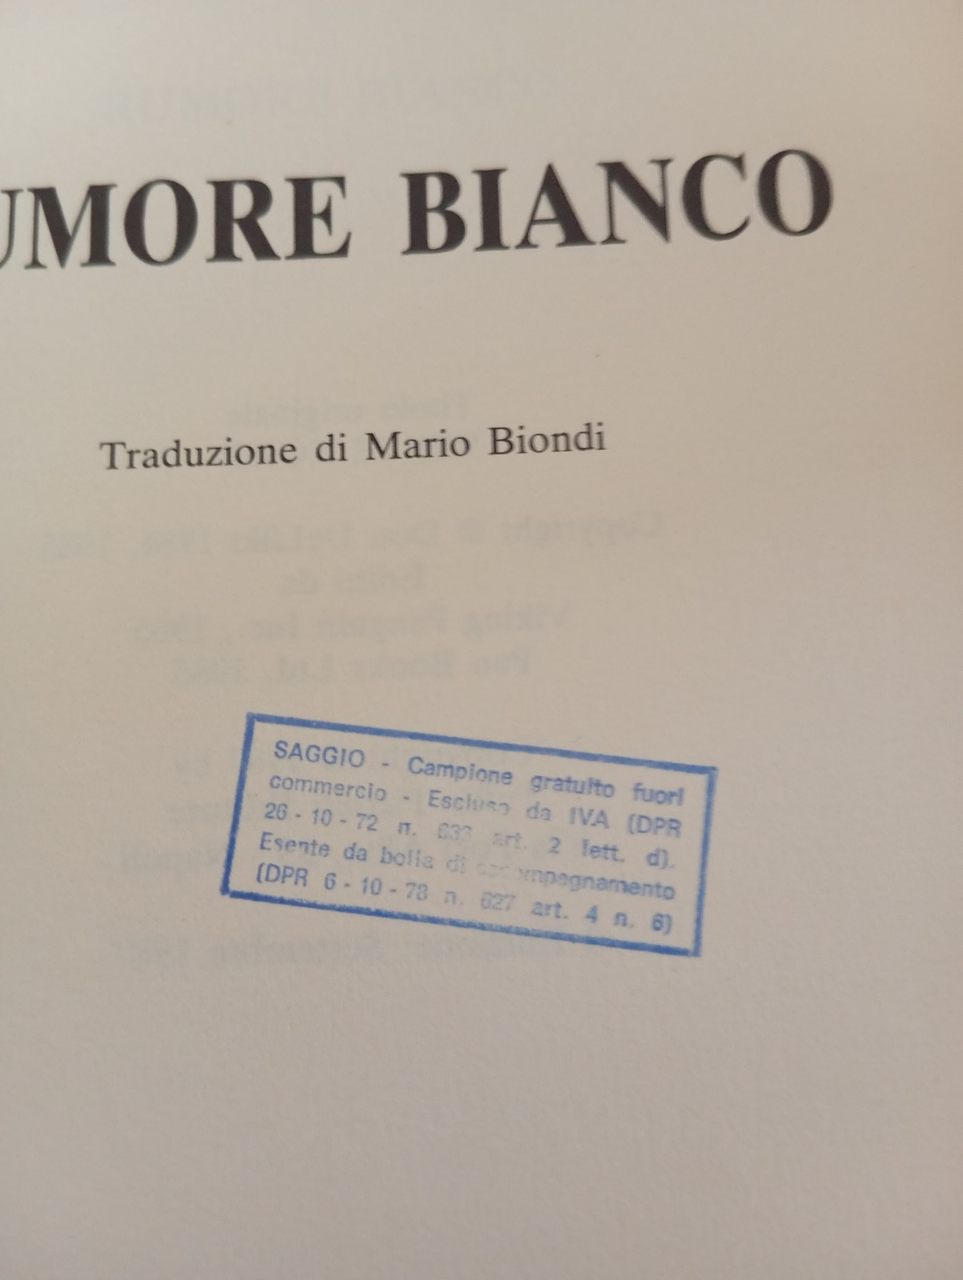 UMORE BIANCO
Traduzione di Mario Biondi
SAGGIO - Campione gratuito fuori
commercio - Escluso da IVA (DPR
26 - 10 - 72 n. 633 art. 2 lett. d).
Esente da bolla di
(DPR 6 - 10 - 78 n. 627 art. 4 n. 6)